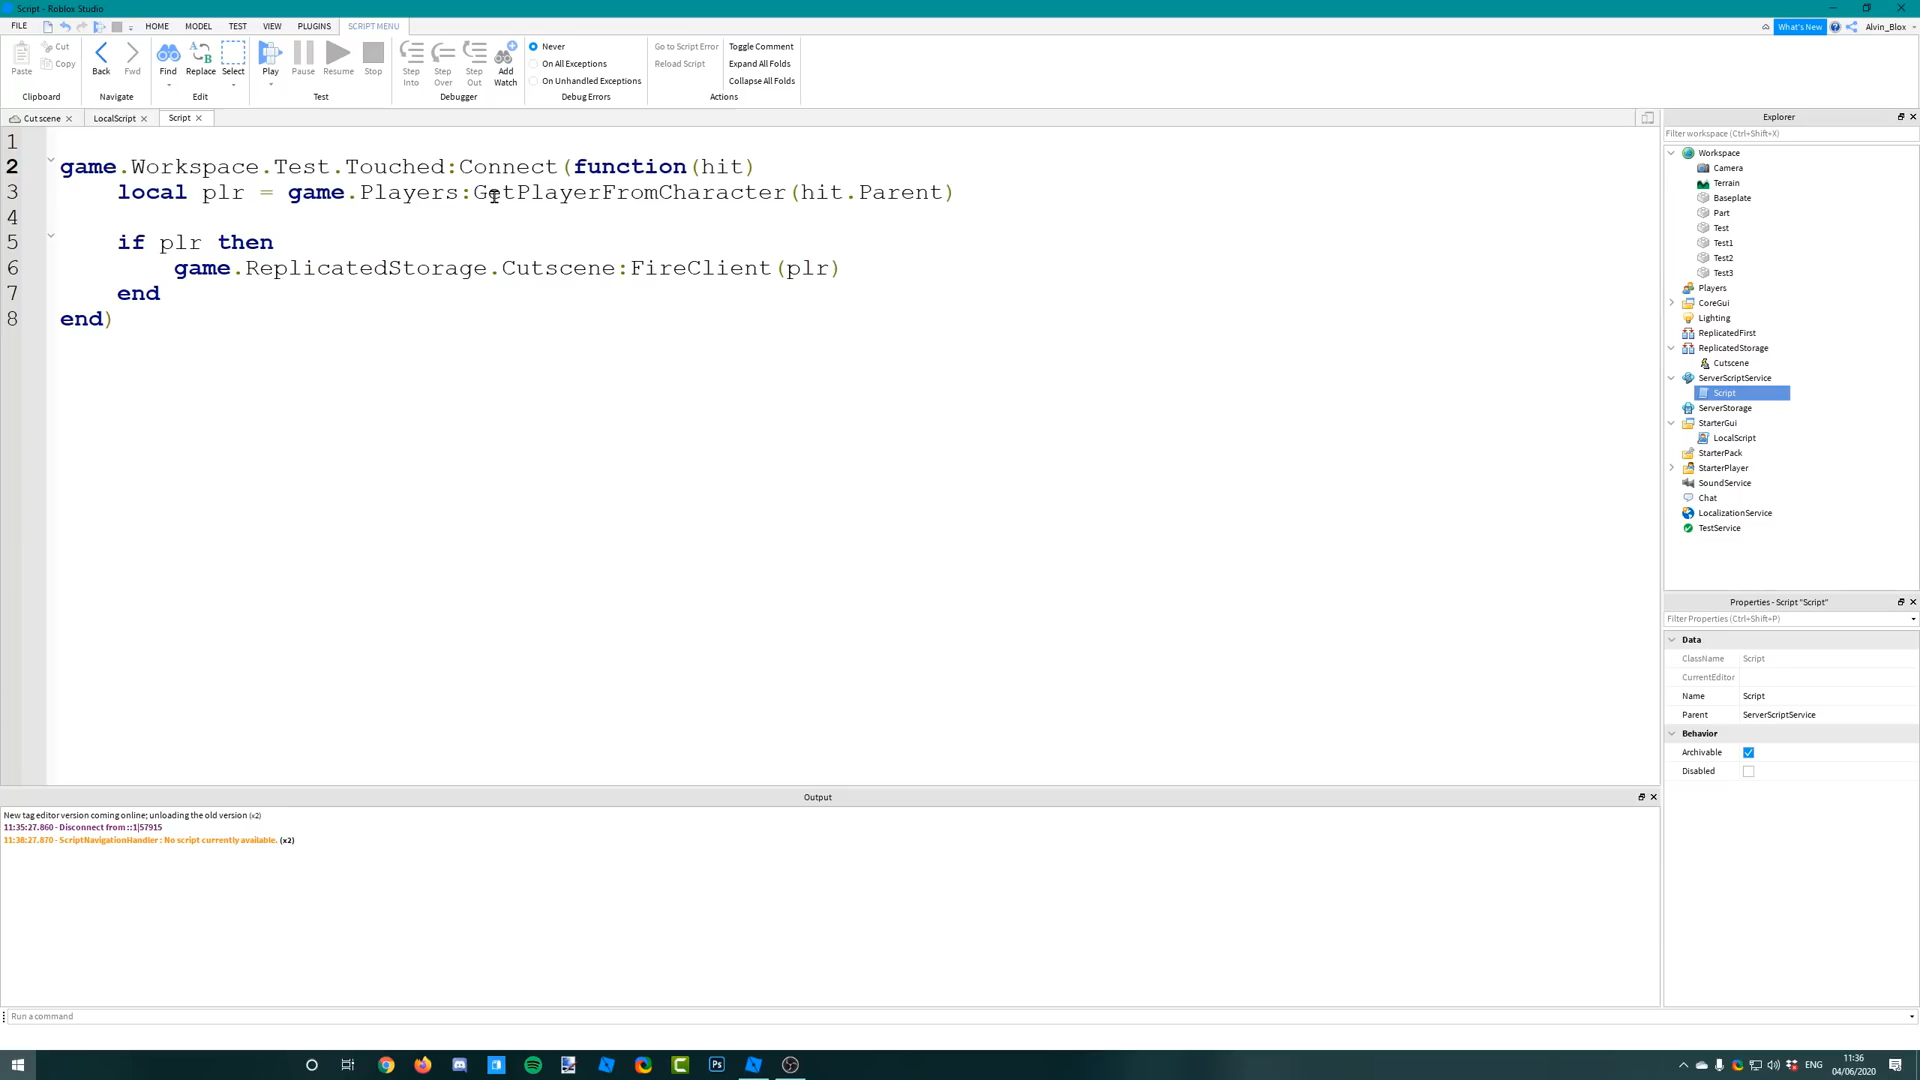 Script - Roblox Studio
FILE HOME MODEL TEST VIEW PLUGINS SCRIPT MENU What's New Alvin_Blox
Paste Cut Copy Back Fwd Find Replace Select Play Pause Resume Stop Step Into Step Over Step Out Add Watch
Never Go to Script Error Toggle Comment
On All Exceptions Reload Script Expand All Folds
On Unhandled Exceptions Collapse All Folds
Clipboard Navigate Edit Test Debugger Debug Errors Actions
Cut scene LocalScript Script
1
2 game.Workspace.Test.Touched:Connect(function(hit)
3 local plr = game.Players:GetPlayerFromCharacter(hit.Parent)
4
5 if plr then
6 game.ReplicatedStorage.Cutscene:FireClient(plr)
7 end
8 end)
Explorer
Filter workspace (Ctrl+Shift+X)
Workspace
Camera
Terrain
Baseplate
Part
Test
Test1
Test2
Test3
Players
CoreGui
Lighting
ReplicatedFirst
ReplicatedStorage
Cutscene
ServerScriptService
Script
ServerStorage
StarterGui
LocalScript
StarterPack
StarterPlayer
SoundService
Chat
LocalizationService
TestService
Properties - Script "Script"
Filter Properties (Ctrl+Shift+P)
Data
ClassName Script
CurrentEditor
Name Script
Parent ServerScriptService
Behavior
Archivable
Disabled
Output
New tag editor version coming online; unloading the old version (x2)
11:35:27.860 - Disconnect from ::1|57915
11:38:27.870 - ScriptNavigationHandler : No script currently available. (x2)
Run a command
ENG
11:36
04/06/2020